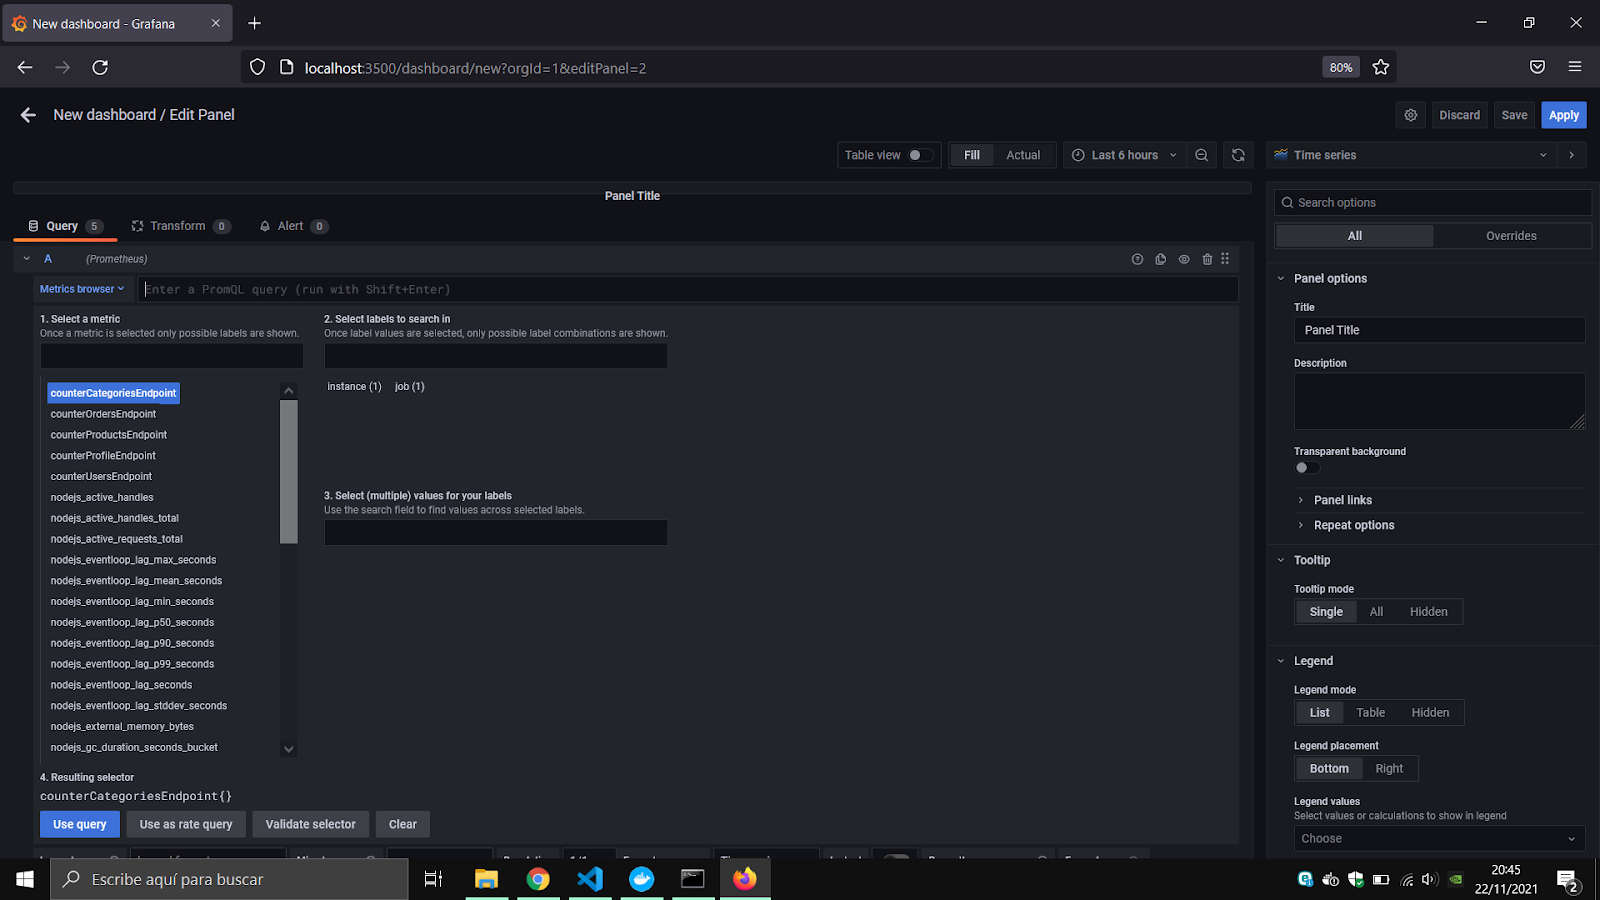 New dashboard - Grafana
localhost:3500/dashboard/new?orgId=1&editPanel=2
80%
New dashboard / Edit Panel
Discard
Save
Apply
Table view
Fill
Actual
Last 6 hours
Time series
Panel Title
Search options
Query 5
Transform 0
Alert 0
All
Overrides
A (Prometheus)
Metrics browser
Enter a PromQL query (run with Shift+Enter)
1. Select a metric
Once a metric is selected only possible labels are shown.
2. Select labels to search in
Once label values are selected, only possible label combinations are shown.
instance (1) job (1)
counterCategoriesEndpoint
counterOrdersEndpoint
counterProductsEndpoint
counterProfileEndpoint
counterUsersEndpoint
nodejs_active_handles
nodejs_active_handles_total
nodejs_active_requests_total
nodejs_eventloop_lag_max_seconds
nodejs_eventloop_lag_mean_seconds
nodejs_eventloop_lag_min_seconds
nodejs_eventloop_lag_p50_seconds
nodejs_eventloop_lag_p90_seconds
nodejs_eventloop_lag_p99_seconds
nodejs_eventloop_lag_seconds
nodejs_eventloop_lag_stddev_seconds
nodejs_external_memory_bytes
nodejs_gc_duration_seconds_bucket
3. Select (multiple) values for your labels
Use the search field to find values across selected labels.
4. Resulting selector
counterCategoriesEndpoint{}
Use query
Use as rate query
Validate selector
Clear
Panel options
Title
Panel Title
Description
Transparent background
Panel links
Repeat options
Tooltip
Tooltip mode
Single
All
Hidden
Legend
Legend mode
List
Table
Hidden
Legend placement
Bottom
Right
Legend values
Select values or calculations to show in legend
Choose
Escribe aquí para buscar
20:45
22/11/2021
2